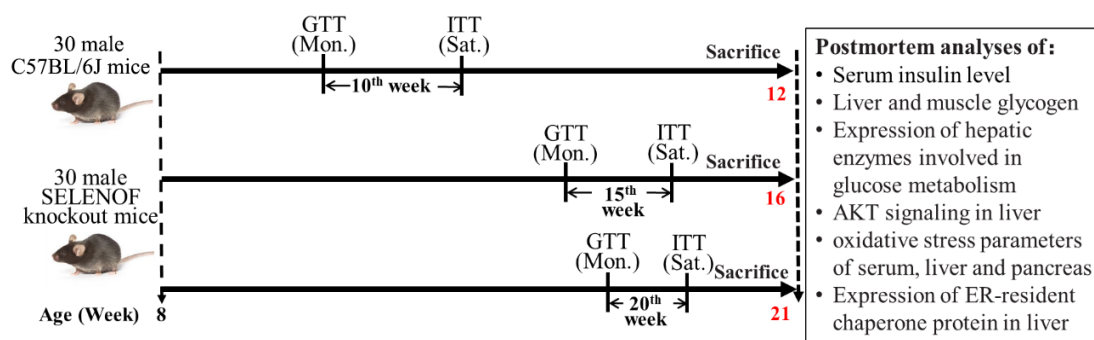 30 male
C57BL/6J mice
GTT
(Mon.)
ITT
(Sat.)
10th week
Sacrifice
12
30 male
SELENOF
knockout mice
GTT
(Mon.)
ITT
(Sat.)
15th
week
Sacrifice
16
GTT
(Mon.)
ITT
(Sat.)
20th
week
Sacrifice
21
Age (Week)
8
Postmortem analyses of:
• Serum insulin level
• Liver and muscle glycogen
• Expression of hepatic
enzymes involved in
glucose metabolism
• AKT signaling in liver
• oxidative stress parameters
of serum, liver and pancreas
• Expression of ER-resident
chaperone protein in liver